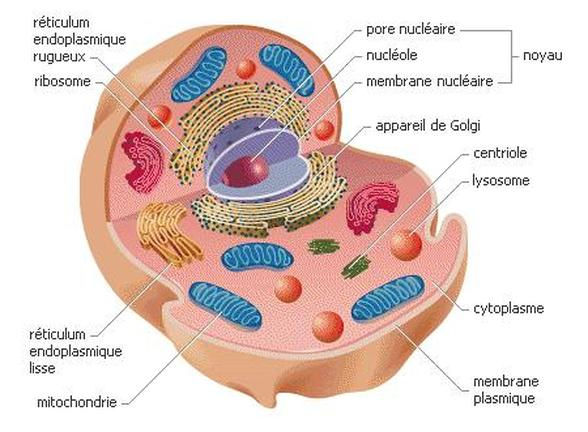 réticulum
endoplasmique
rugueux
ribosome
pore nucléaire
nucléole
membrane nucléaire
noyau
appareil de Golgi
centriole
lysosome
cytoplasme
membrane
plasmique
réticulum
endoplasmique
lisse
mitochondrie